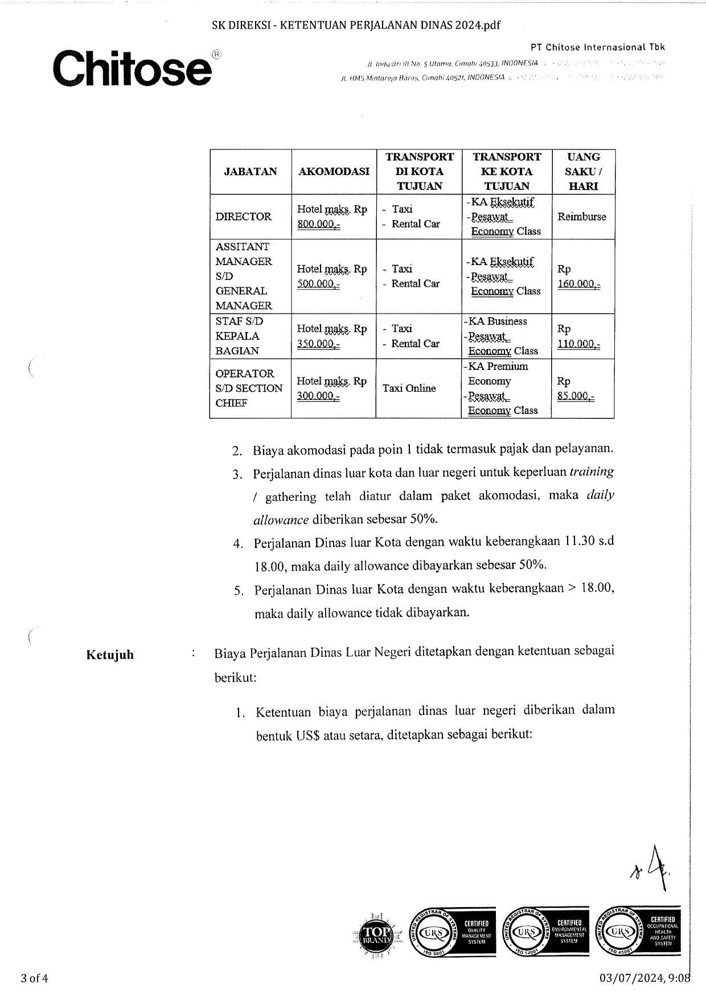 SK DIREKSI - KETENTUAN PERJALANAN DINAS 2024.pdf
Chitose®
PT Chitose Internasional Tbk
Jl. Industri III No. 5 Utama, Cimahi 40533, INDONESIA
Jl. HMS Mintareja Baros, Cimahi 40521, INDONESIA
JABATAN
AKOMODASI
TRANSPORT
DI KOTA
TUJUAN
TRANSPORT
KE KOTA
TUJUAN
UANG
SAKU /
HARI
DIRECTOR
Hotel maks. Rp
800.000,-
- Taxi
- Rental Car
-KA Eksekutif
-Pesawat
Economy Class
Reimburse
ASSITANT
MANAGER
S/D
GENERAL
MANAGER
Hotel maks. Rp
500.000,-
- Taxi
- Rental Car
-KA Eksekutif
-Pesawat
Economy Class
Rp
160.000,-
STAF S/D
KEPALA
BAGIAN
Hotel maks. Rp
350.000,-
- Taxi
- Rental Car
-KA Business
-Pesawat
Economy Class
Rp
110.000,-
OPERATOR
S/D SECTION
CHIEF
Hotel maks. Rp
300.000,-
Taxi Online
-KA Premium
Economy
-Pesawat
Economy Class
Rp
85.000,-
2. Biaya akomodasi pada poin 1 tidak termasuk pajak dan pelayanan.
3. Perjalanan dinas luar kota dan luar negeri untuk keperluan training
/ gathering telah diatur dalam paket akomodasi, maka daily
allowance diberikan sebesar 50%.
4. Perjalanan Dinas luar Kota dengan waktu keberangkaan 11.30 s.d
18.00, maka daily allowance dibayarkan sebesar 50%.
5. Perjalanan Dinas luar Kota dengan waktu keberangkaan > 18.00,
maka daily allowance tidak dibayarkan.
Ketujuh : Biaya Perjalanan Dinas Luar Negeri ditetapkan dengan ketentuan sebagai
berikut:
1. Ketentuan biaya perjalanan dinas luar negeri diberikan dalam
bentuk US$ atau setara, ditetapkan sebagai berikut:
TOP
BRAND
UNITED REGISTRAR OF SYSTEMS
URS
ISO 9001
CERTIFIED
QUALITY
MANAGEMENT
SYSTEM
UNITED REGISTRAR OF SYSTEMS
URS
ISO 14001
CERTIFIED
ENVIRONMENTAL
MANAGEMENT
SYSTEM
UNITED REGISTRAR OF SYSTEMS
URS
ISO 45001
CERTIFIED
OCCUPATIONAL
HEALTH
AND SAFETY
SYSTEM
3 of 4
03/07/2024, 9:08